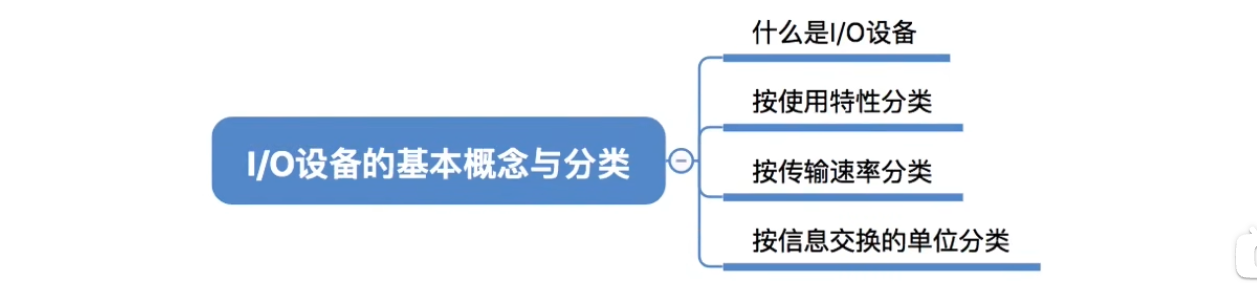 I/O设备的基本概念与分类
什么是I/O设备
按使用特性分类
按传输速率分类
按信息交换的单位分类